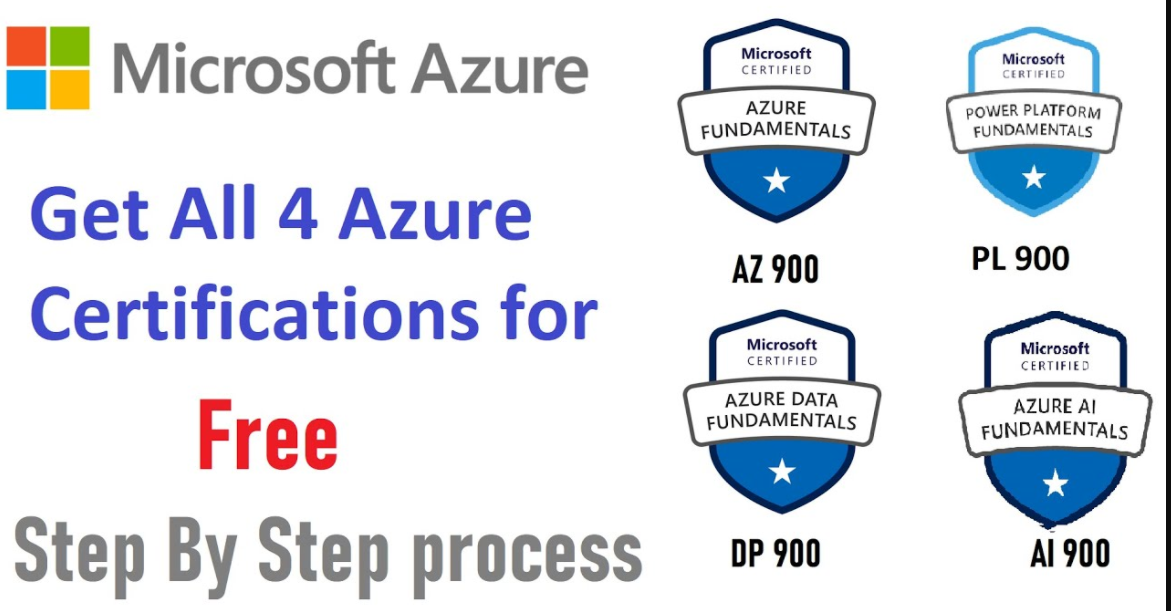 Microsoft Azure
Get All 4 Azure
Certifications for
Free
Step By Step process
Microsoft
CERTIFIED
AZURE
FUNDAMENTALS
AZ 900
Microsoft
CERTIFIED
POWER PLATFORM
FUNDAMENTALS
PL 900
Microsoft
CERTIFIED
AZURE DATA
FUNDAMENTALS
DP 900
Microsoft
CERTIFIED
AZURE AI
FUNDAMENTALS
AI 900